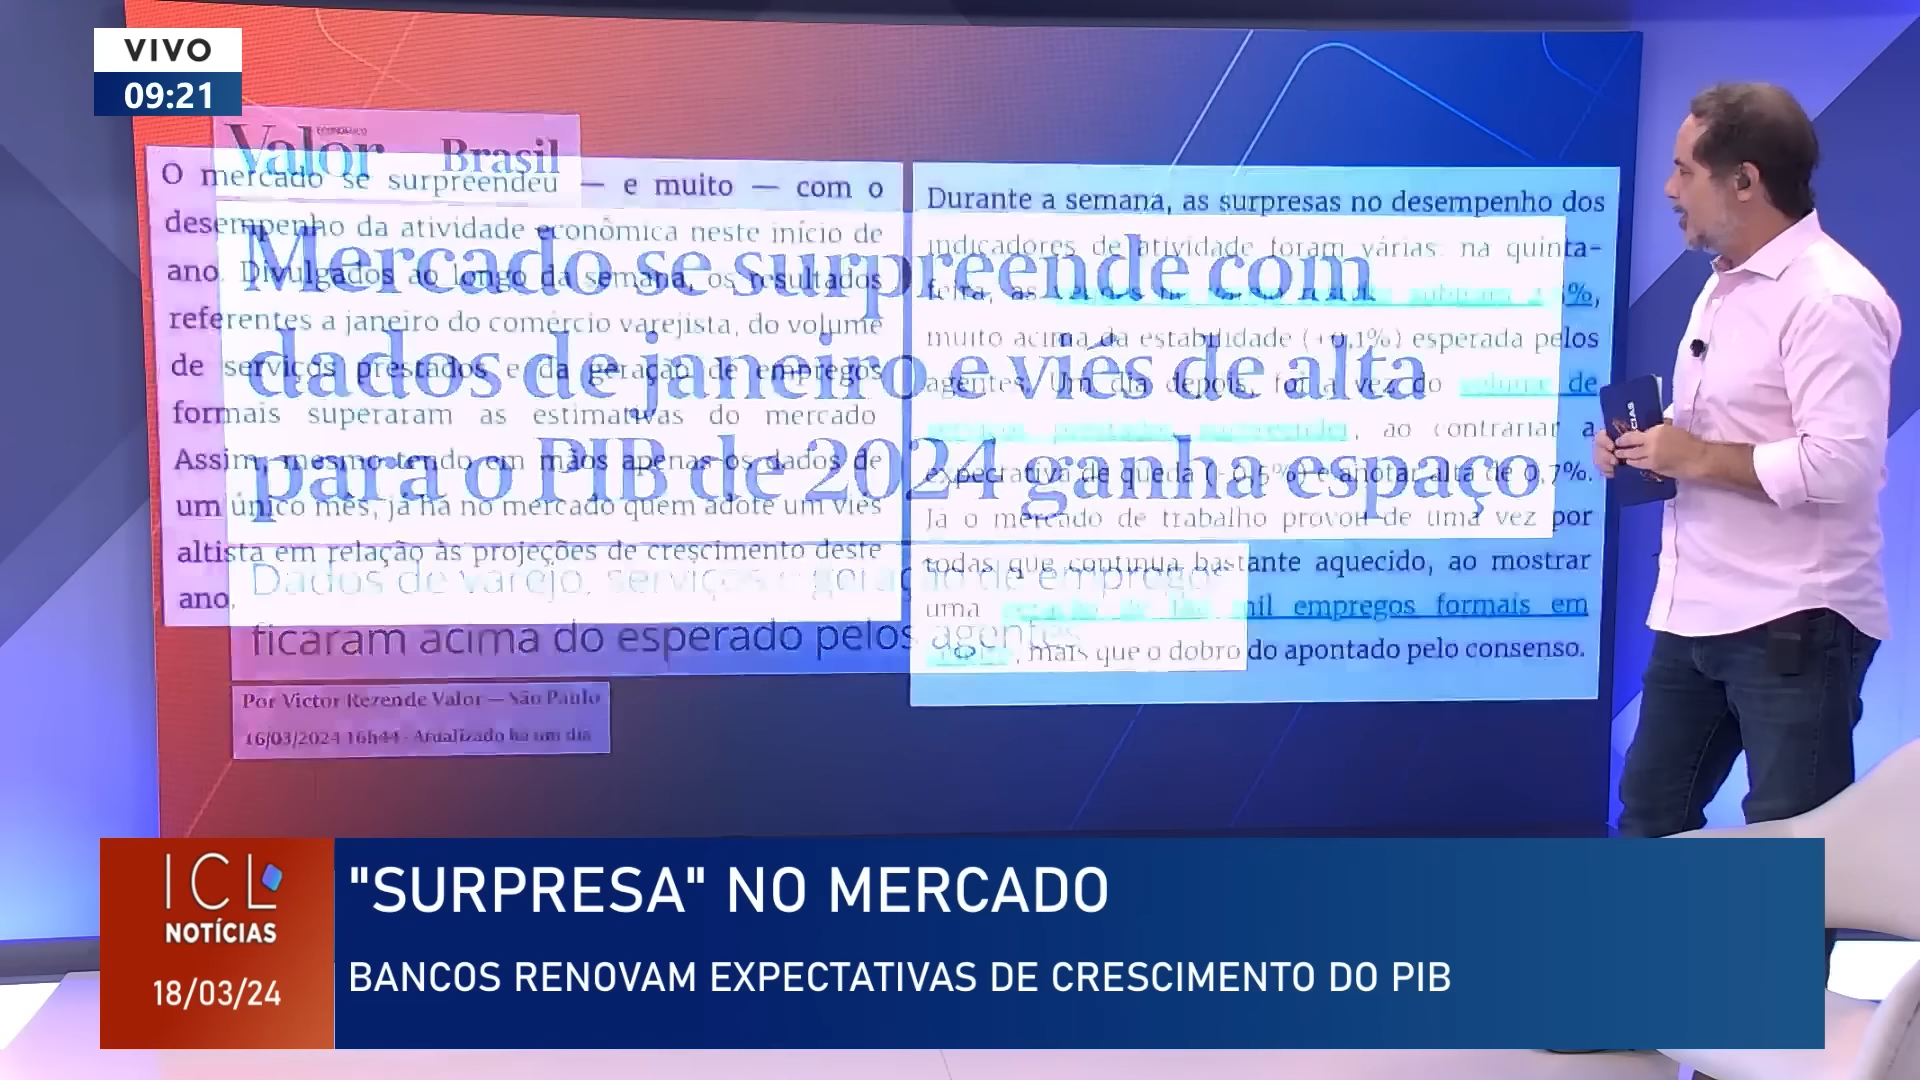 VIVO
09:21
Valor ECONÔMICO Brasil
O mercado se surpreendeu — e muito — com o
desempenho da atividade econômica neste início de
ano. Divulgados ao longo da semana, os resultados
referentes a janeiro do comércio varejista, do volume
de serviços prestados e da geração de empregos
formais superaram as estimativas do mercado
Assim, mesmo tendo em mãos apenas os dados de
um único mês, já há no mercado quem adote um viés
altista em relação às projeções de crescimento deste
ano.
Durante a semana, as surpresas no desempenho dos
indicadores de atividade foram várias: na quinta-
feira, as %,
muito acima da estabilidade (+0,1%) esperada pelos
agentes. Um dia depois, foi a vez do volume de
, ao contrariar a
expectativa de queda (-0,5%) e anotar alta de 0,7%.
Já o mercado de trabalho provou de uma vez por
todas que continua bastante aquecido, ao mostrar
uma mil empregos formais em
, mais que o dobro do apontado pelo consenso.
Mercado se surpreende com
dados de janeiro e viés de alta
para o PIB de 2024 ganha espaço
Dados de varejo, serviços e geração de emprego
ficaram acima do esperado pelos agentes
Por Victor Rezende Valor — São Paulo
16/03/2024 16h44 · Atualizado há um dia
CIAS
ICL
NOTÍCIAS
18/03/24
"SURPRESA" NO MERCADO
BANCOS RENOVAM EXPECTATIVAS DE CRESCIMENTO DO PIB